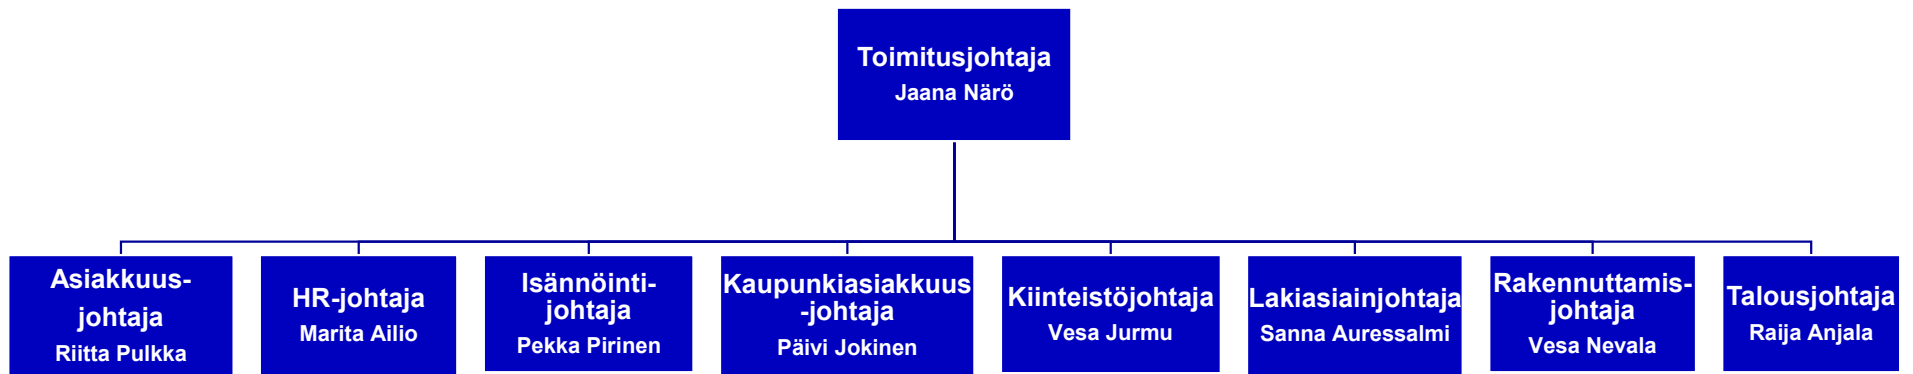 Toimitusjohtaja
Jaana Närö
Asiakkuus-
johtaja
Riitta Pulkka
HR-johtaja
Marita Ailio
Isännöinti-
johtaja
Pekka Pirinen
Kaupunkiasiakkuus
-johtaja
Päivi Jokinen
Kiinteistöjohtaja
Vesa Jurmu
Lakiasiainjohtaja
Sanna Auressalmi
Rakennuttamis-
johtaja
Vesa Nevala
Talousjohtaja
Raija Anjala